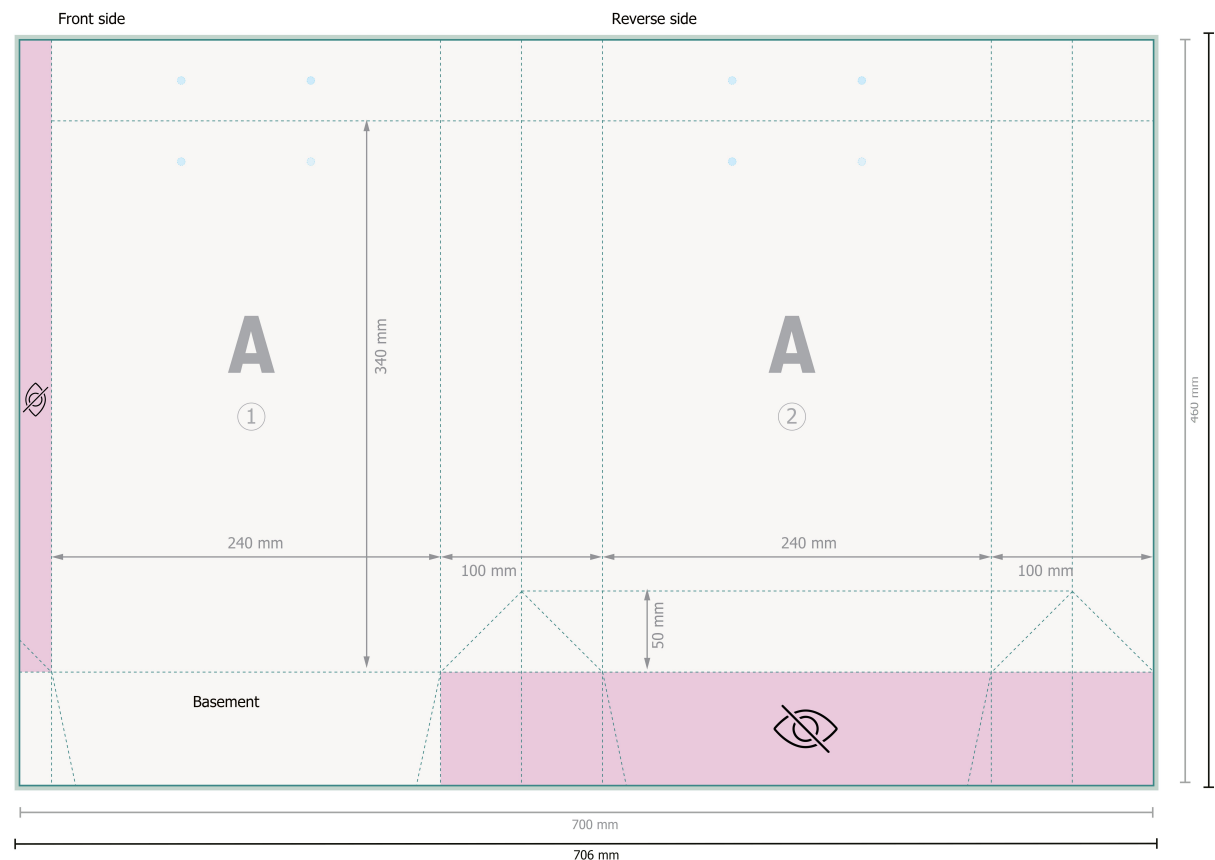 Front side
Reverse side
340 mm
460 mm
A
A
1
2
240 mm
240 mm
100 mm
100 mm
50 mm
Basement
700 mm
706 mm